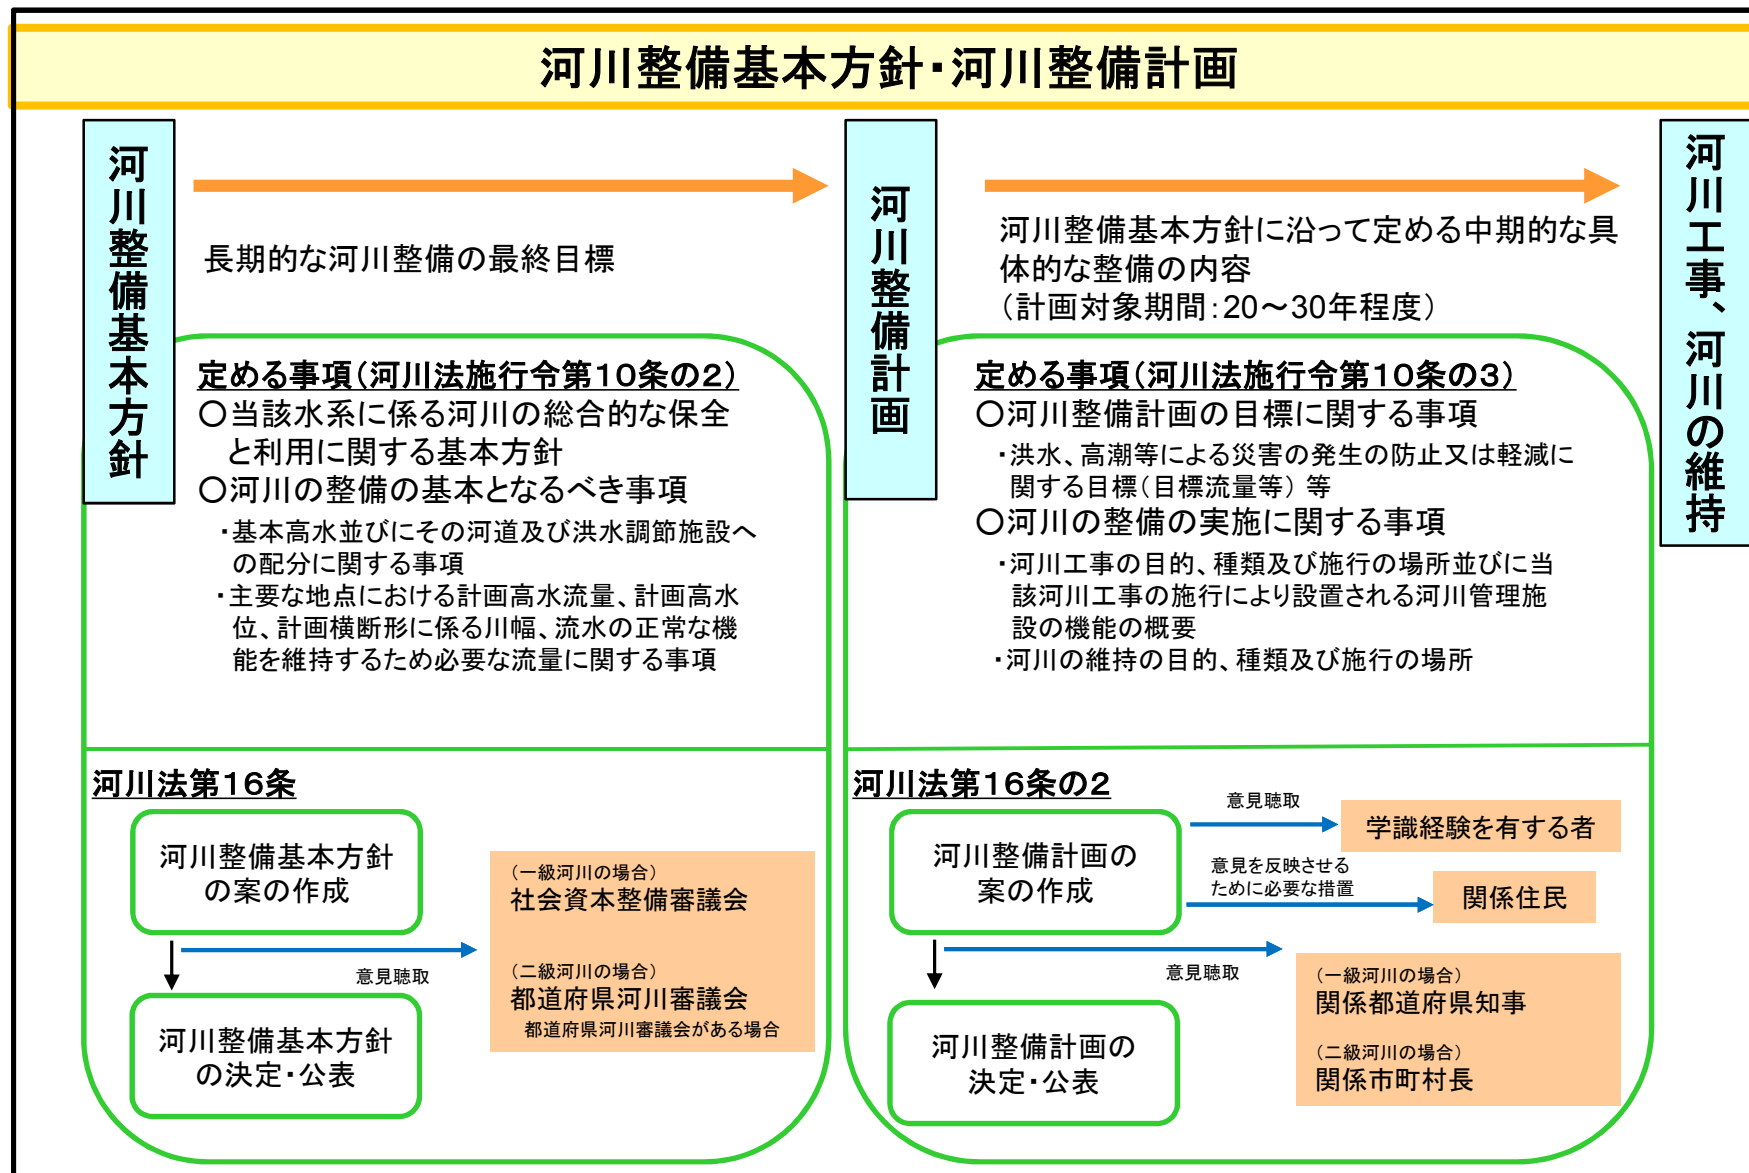 河川整備基本方針・河川整備計画
河川整備基本方針
長期的な河川整備の最終目標
定める事項(河川法施行令第10条の2)
○当該水系に係る河川の総合的な保全
と利用に関する基本方針
○河川の整備の基本となるべき事項
・基本高水並びにその河道及び洪水調節施設へ
の配分に関する事項
・主要な地点における計画高水流量、計画高水
位、計画横断形に係る川幅、流水の正常な機
能を維持するため必要な流量に関する事項
河川法第16条
河川整備基本方針
の案の作成
意見聴取
(一級河川の場合)
社会資本整備審議会
(二級河川の場合)
都道府県河川審議会
都道府県河川審議会がある場合
河川整備基本方針
の決定・公表
河川整備計画
河川整備基本方針に沿って定める中期的な具
体的な整備の内容
(計画対象期間:20〜30年程度)
定める事項(河川法施行令第10条の3)
○河川整備計画の目標に関する事項
・洪水、高潮等による災害の発生の防止又は軽減に
関する目標(目標流量等) 等
○河川の整備の実施に関する事項
・河川工事の目的、種類及び施行の場所並びに当
該河川工事の施行により設置される河川管理施
設の機能の概要
・河川の維持の目的、種類及び施行の場所
河川法第16条の2
河川整備計画の
案の作成
意見聴取
学識経験を有する者
意見を反映させる
ために必要な措置
関係住民
意見聴取
(一級河川の場合)
関係都道府県知事
(二級河川の場合)
関係市町村長
河川整備計画の
決定・公表
河川工事、河川の維持